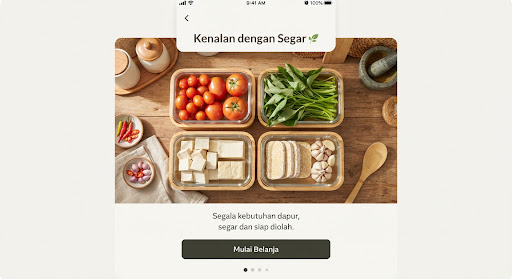 9:41 AM
100%
Kenalan dengan Segar
Segala kebutuhan dapur,
segar dan siap diolah.
Mulai Belanja